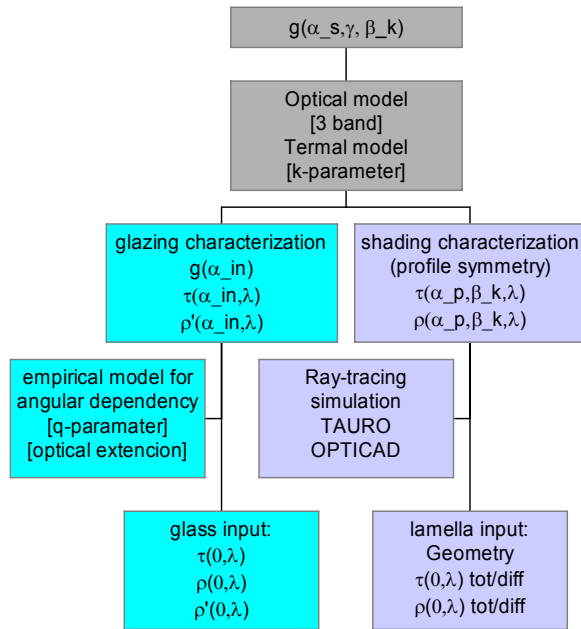 g(α_s,γ, β_k)
Optical model
[3 band]
Termal model
[k-parameter]
glazing characterization
g(α_in)
τ(α_in,λ)
ρ'(α_in,λ)
shading characterization
(profile symmetry)
τ(α_p,β_k,λ)
ρ(α_p,β_k,λ)
empirical model for
angular dependency
[q-paramater]
[optical extencion]
Ray-tracing
simulation
TAURO
OPTICAD
glass input:
τ(0,λ)
ρ(0,λ)
ρ'(0,λ)
lamella input:
Geometry
τ(0,λ) tot/diff
ρ(0,λ) tot/diff